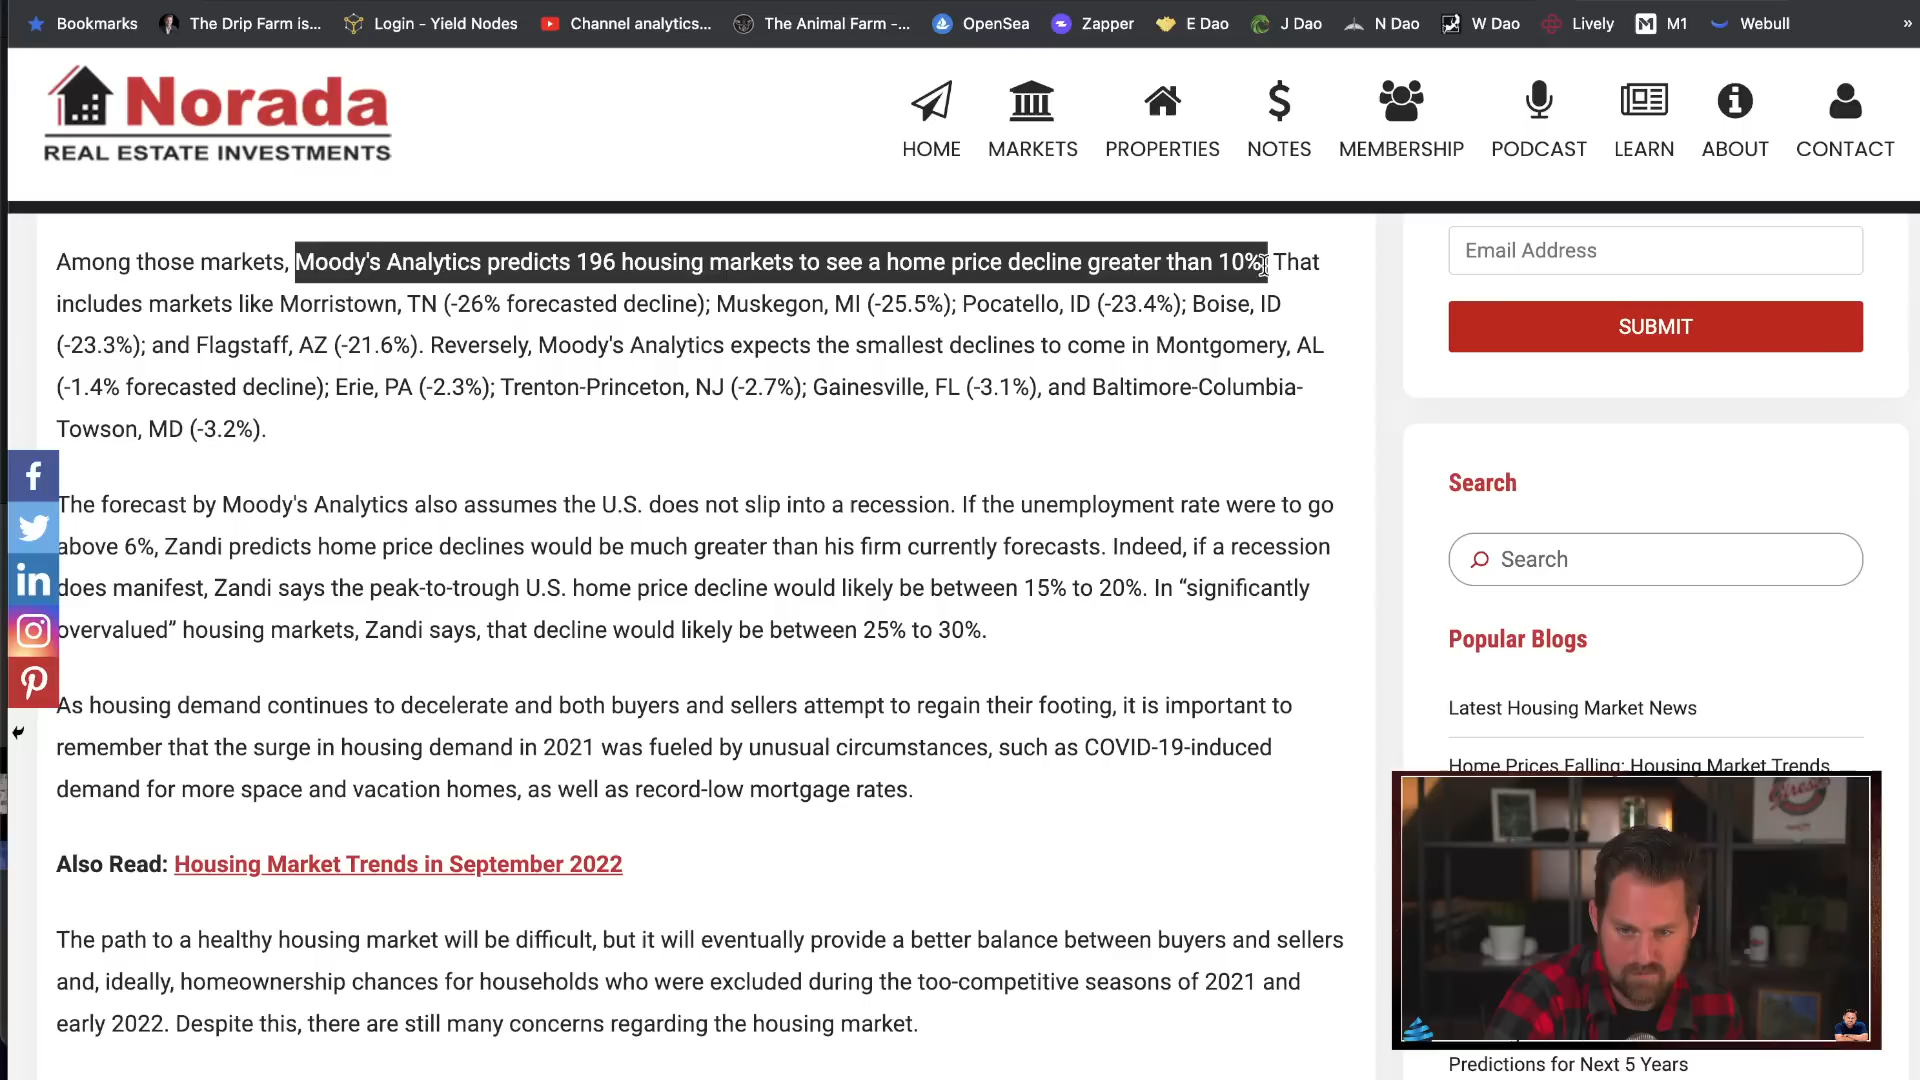 Bookmarks The Drip Farm is... Login - Yield Nodes Channel analytics... The Animal Farm -... OpenSea Zapper E Dao J Dao N Dao W Dao Lively M1 Webull »
Norada
REAL ESTATE INVESTMENTS
HOME MARKETS PROPERTIES NOTES MEMBERSHIP PODCAST LEARN ABOUT CONTACT
Among those markets, Moody's Analytics predicts 196 housing markets to see a home price decline greater than 10%. That
includes markets like Morristown, TN (-26% forecasted decline); Muskegon, MI (-25.5%); Pocatello, ID (-23.4%); Boise, ID
(-23.3%); and Flagstaff, AZ (-21.6%). Reversely, Moody's Analytics expects the smallest declines to come in Montgomery, AL
(-1.4% forecasted decline); Erie, PA (-2.3%); Trenton-Princeton, NJ (-2.7%); Gainesville, FL (-3.1%), and Baltimore-Columbia-
Towson, MD (-3.2%).
The forecast by Moody's Analytics also assumes the U.S. does not slip into a recession. If the unemployment rate were to go
above 6%, Zandi predicts home price declines would be much greater than his firm currently forecasts. Indeed, if a recession
does manifest, Zandi says the peak-to-trough U.S. home price decline would likely be between 15% to 20%. In “significantly
overvalued” housing markets, Zandi says, that decline would likely be between 25% to 30%.
As housing demand continues to decelerate and both buyers and sellers attempt to regain their footing, it is important to
remember that the surge in housing demand in 2021 was fueled by unusual circumstances, such as COVID-19-induced
demand for more space and vacation homes, as well as record-low mortgage rates.
Also Read: Housing Market Trends in September 2022
The path to a healthy housing market will be difficult, but it will eventually provide a better balance between buyers and sellers
and, ideally, homeownership chances for households who were excluded during the too-competitive seasons of 2021 and
early 2022. Despite this, there are still many concerns regarding the housing market.
Email Address
SUBMIT
Search
Search
Popular Blogs
Latest Housing Market News
Home Prices Falling: Housing Market Trends
Predictions for Next 5 Years